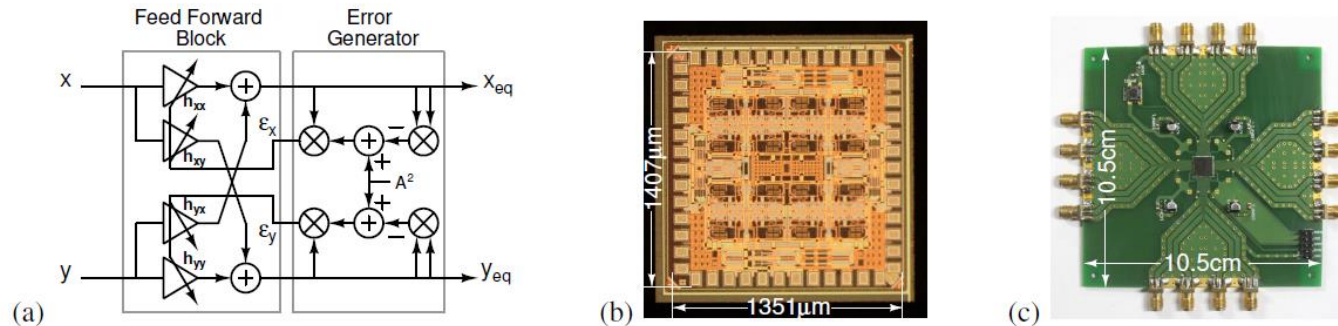 Feed Forward
Block
Error
Generator
x
h_xx
ε_x
x_eq
h_xy
A²
h_yx
ε_y
h_yy
y
y_eq
(a)
1407μm
1351μm
(b)
10.5cm
10.5cm
(c)